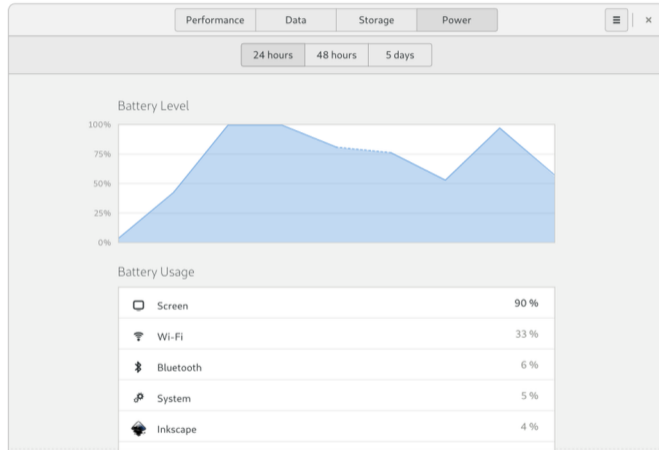 Performance Data Storage Power
24 hours 48 hours 5 days
Battery Level
100%
75%
50%
25%
0%
Battery Usage
Screen 90 %
Wi-Fi 33 %
Bluetooth 6 %
System 5 %
Inkscape 4 %